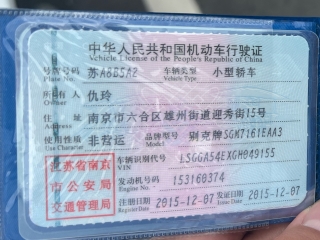 中华人民共和国机动车行驶证
Vehicle License of the People's Republic of China
号牌号码 苏A8B5A2 车辆类型 小型轿车
Plate No. Vehicle Type
所有人 仇玲
Owner
住 址 南京市六合区雄州街道迎秀街15号
Address
使用性质 非营运 品牌型号 别克牌SGM7161EAA3
Use Character Model
江苏省南京
市公安局
交通管理局
车辆识别代号 LSGGA54EXGH049155
VIN
发动机号码 153160374
Engine No.
注册日期 2015-12-07 发证日期 2015-12-07
Register Date Issue Date